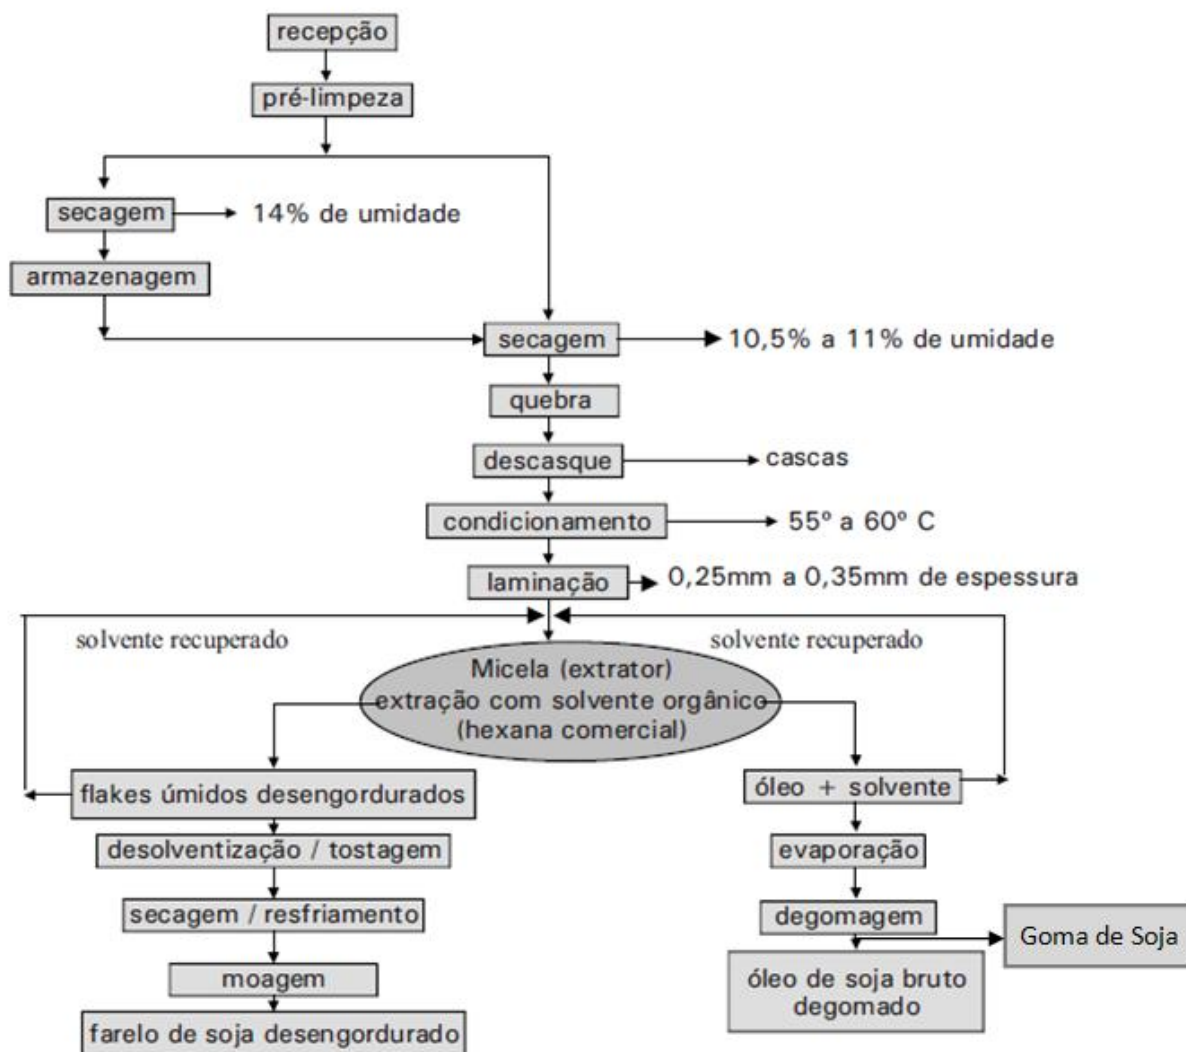 recepção
pré-limpeza
secagem
14% de umidade
armazenagem
secagem
10,5% a 11% de umidade
quebra
descasque
cascas
condicionamento
55º a 60º C
laminação
0,25mm a 0,35mm de espessura
solvente recuperado
solvente recuperado
Micela (extrator)
extração com solvente orgânico
(hexana comercial)
flakes úmidos desengordurados
óleo + solvente
desolventização / tostagem
evaporação
secagem / resfriamento
degomagem
Goma de Soja
moagem
óleo de soja bruto
degomado
farelo de soja desengordurado